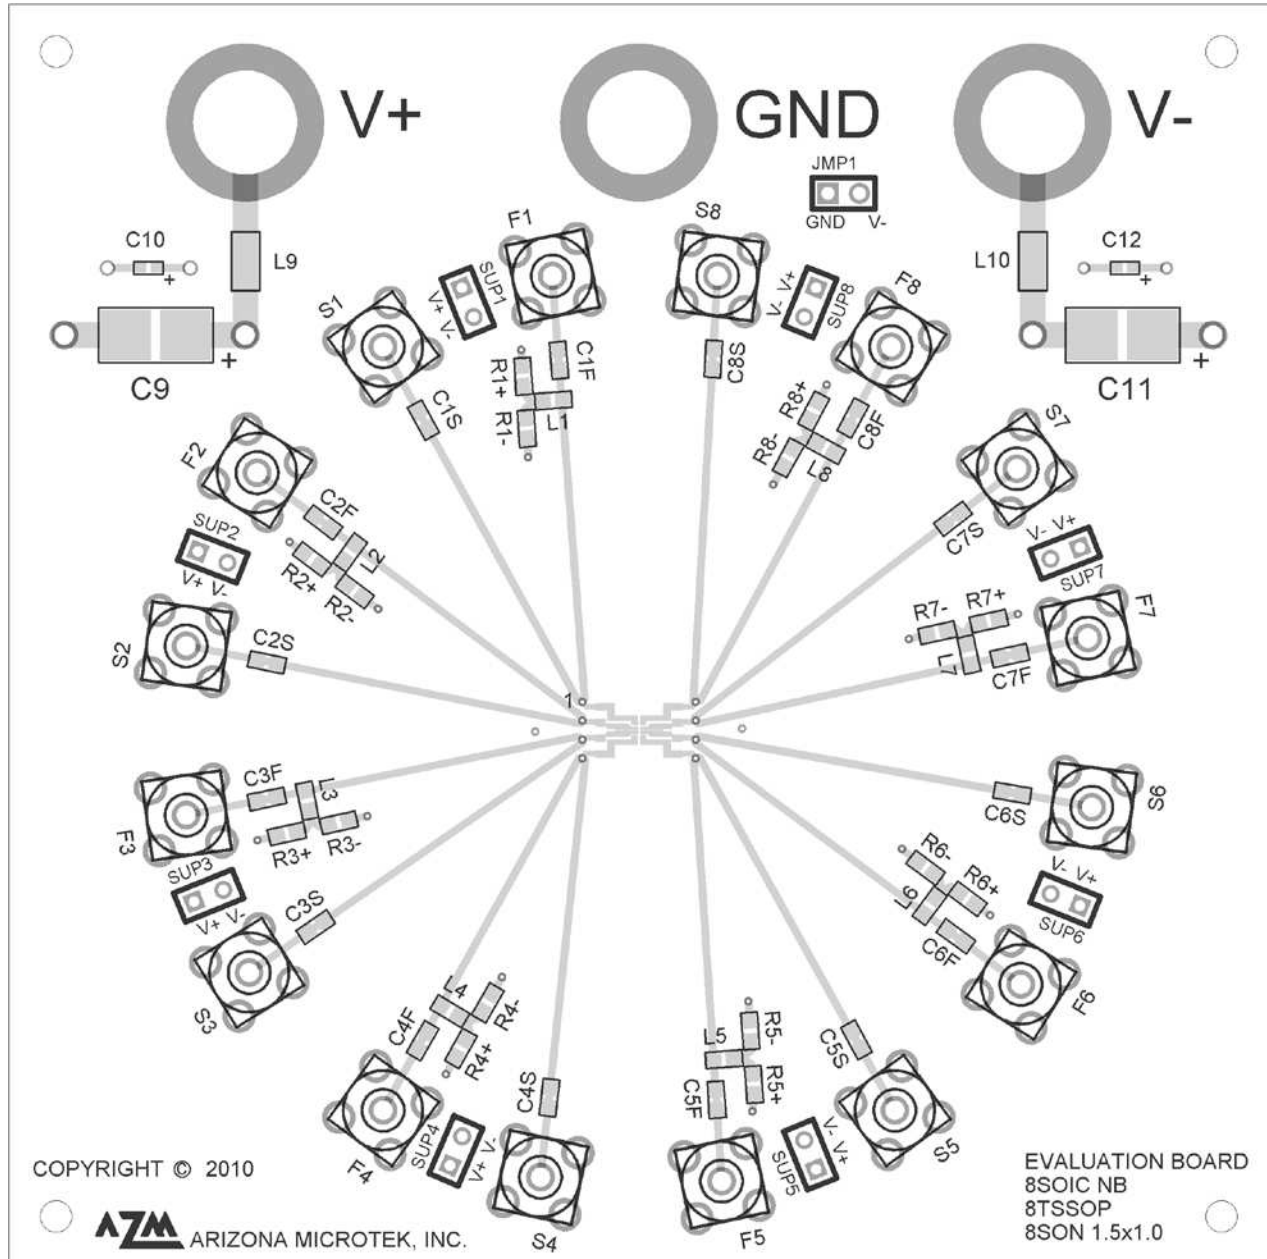 V+
GND
V-
JMP1
GND V-
C10
L9
C9
+
+
L10
C12
C11
+
+
F1
S8
S1
SUP1
V+ V-
SUP8
V- V+
F8
C1F
R1+
R1-
L1
C1S
C8S
R8+
R8-
L8
C8F
S7
F2
C2F
SUP2
V+ V-
L2
R2+
R2-
C7S
V- V+
SUP7
S2
C2S
R7-
R7+
L7
C7F
F7
1
C3F
L3
R3+
R3-
F3
SUP3
V+ V-
C3S
S3
C6S
S6
R6-
R6+
L6
C6F
V- V+
SUP6
F6
L4
R4-
R4+
C4F
C4S
F4
SUP4
V+ V-
S4
L5
R5-
R5+
C5F
C5S
V- V+
SUP5
F5
S5
COPYRIGHT © 2010
AZM ARIZONA MICROTEK, INC.
EVALUATION BOARD
8SOIC NB
8TSSOP
8SON 1.5x1.0